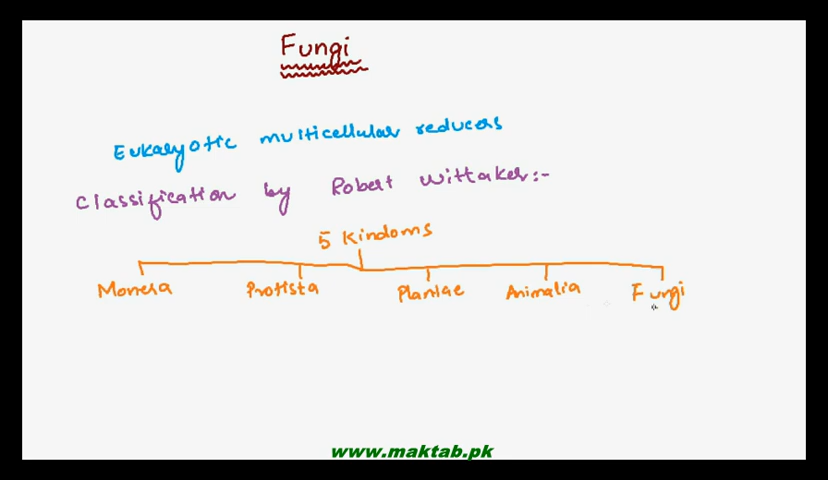 Fungi
Eukaryotic multicellular reducers
Classification by Robert Wittaker:-
5 Kindoms
Monera Protista Plantae Animalia Fungi
www.maktab.pk